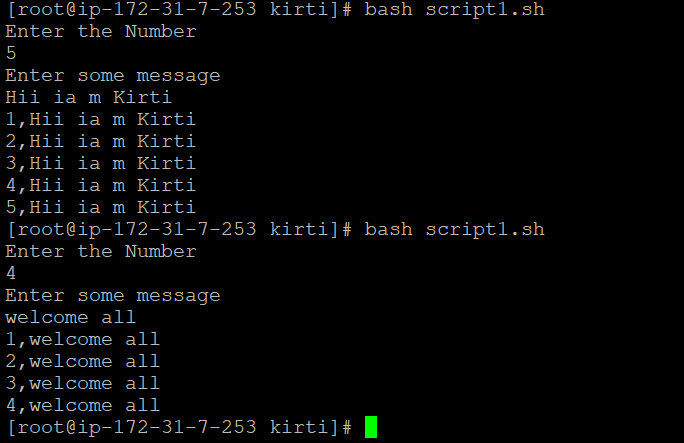 [root@ip-172-31-7-253 kirti]# bash script1.sh
Enter the Number
5
Enter some message
Hii ia m Kirti
1,Hii ia m Kirti
2,Hii ia m Kirti
3,Hii ia m Kirti
4,Hii ia m Kirti
5,Hii ia m Kirti
[root@ip-172-31-7-253 kirti]# bash script1.sh
Enter the Number
4
Enter some message
welcome all
1,welcome all
2,welcome all
3,welcome all
4,welcome all
[root@ip-172-31-7-253 kirti]#